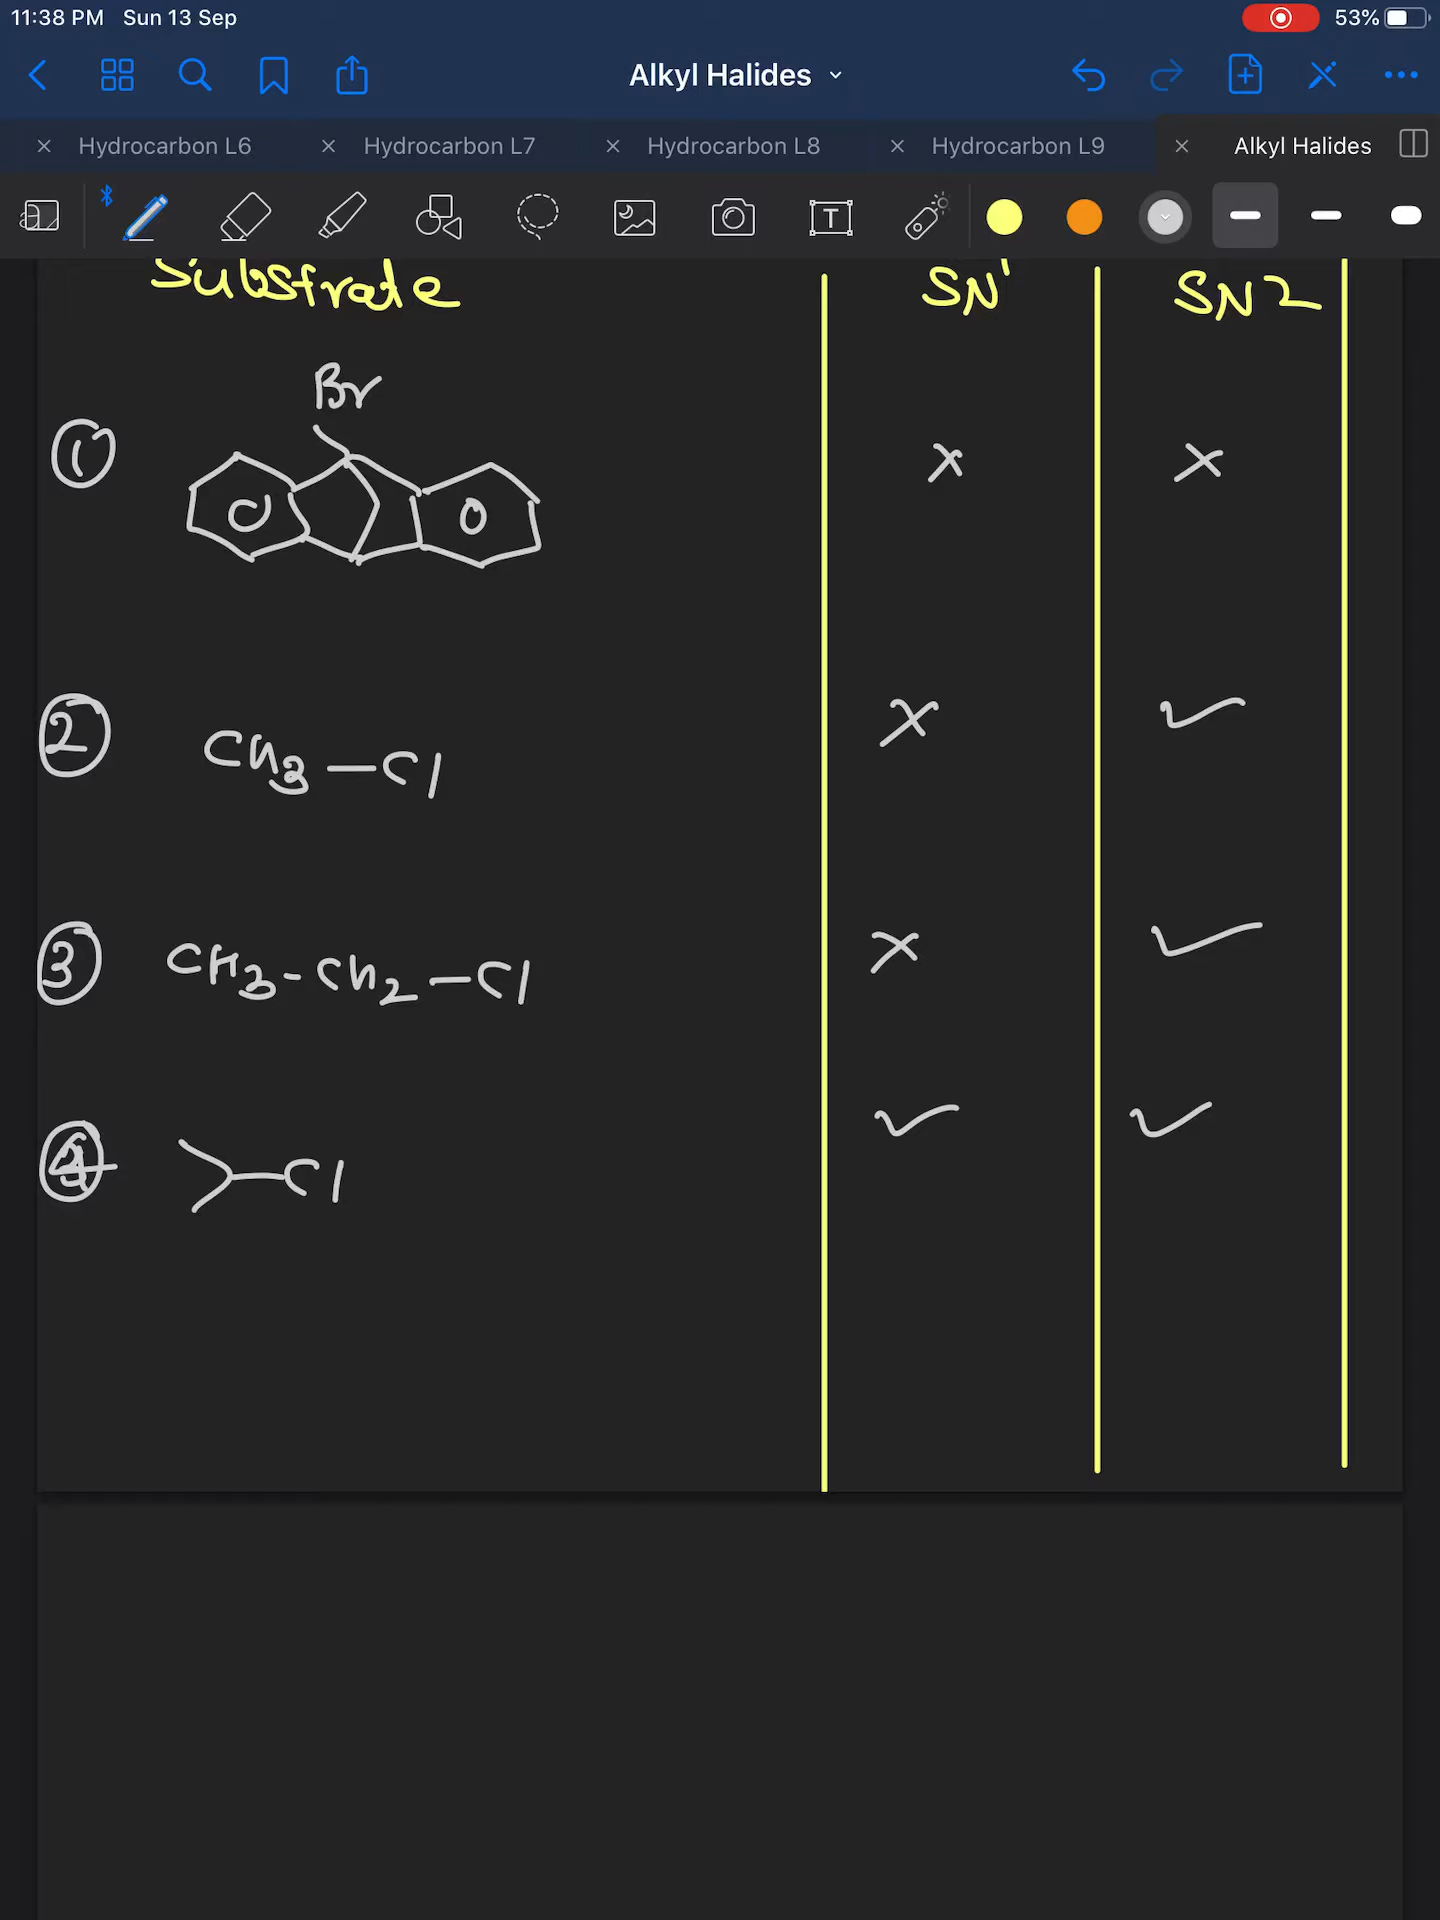 11:38 PM Sun 13 Sep 53%
Alkyl Halides
Hydrocarbon L6 Hydrocarbon L7 Hydrocarbon L8 Hydrocarbon L9 Alkyl Halides
Substrate SN1 SN2
Br
1 x x
2 CH3-Cl x ✓
3 CH3-CH2-Cl x ✓
4 Cl ✓ ✓